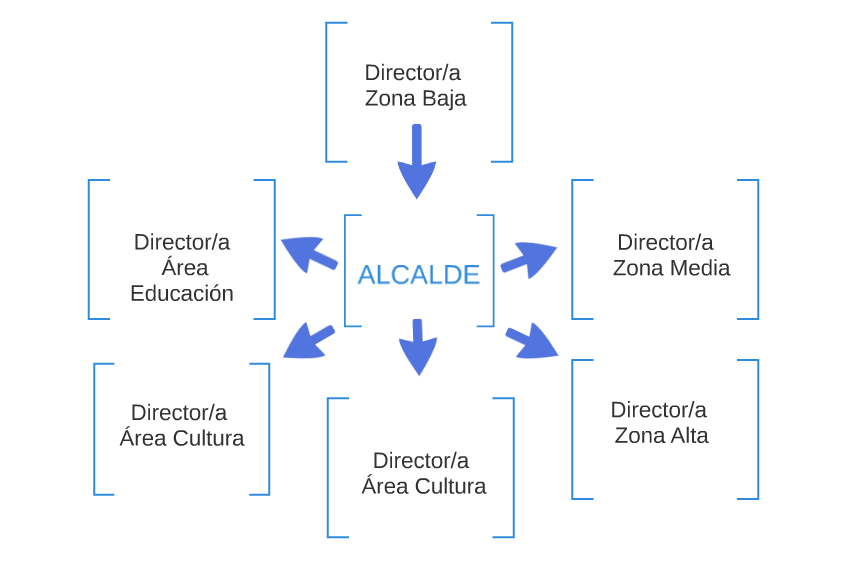 Director/a
Zona Baja
Director/a
Área
Educación
ALCALDE
Director/a
Zona Media
Director/a
Área Cultura
Director/a
Área Cultura
Director/a
Zona Alta